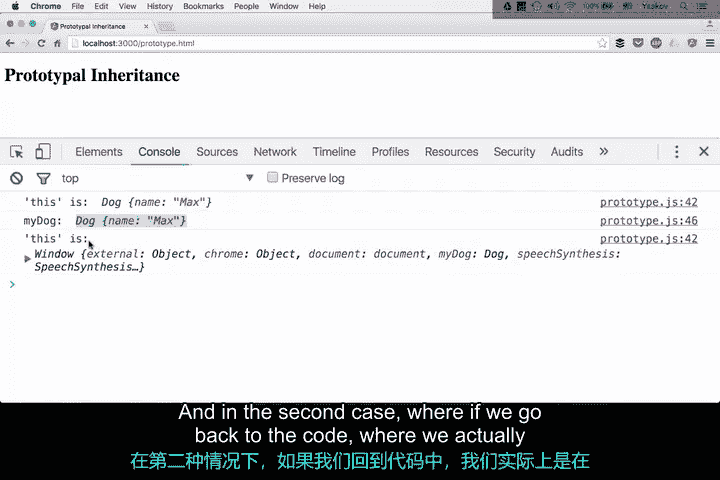 Chrome File Edit View History Bookmarks People Window Help 100% Yaakov
Prototypal Inheritance
localhost:3000/prototype.html
Prototypal Inheritance
Elements Console Sources Network Timeline Profiles Resources Security Audits »
top Preserve log
'this' is: Dog {name: "Max"} prototype.js:42
myDog: Dog {name: "Max"} prototype.js:46
'this' is: prototype.js:42
Window {external: Object, chrome: Object, document: document, myDog: Dog, speechSynthesis:
SpeechSynthesis…}
And in the second case, where if we go
back to the code, where we actually
在第二种情况下，如果我们回到代码中，我们实际上是在